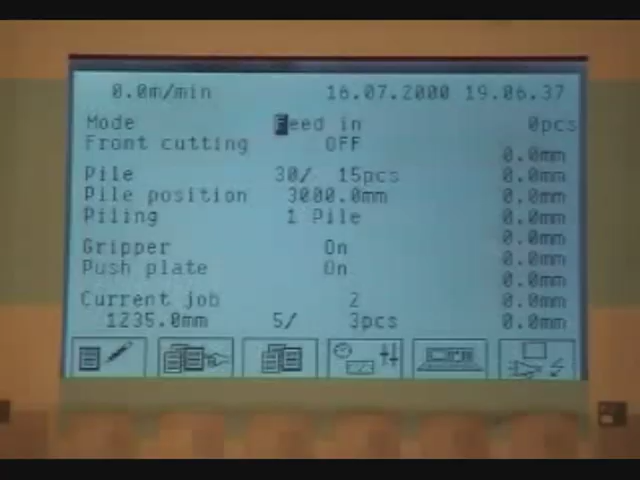 0.0m/min 16.07.2000 19.06.37
Mode Feed in 0pcs
Front cutting OFF 0.0mm
Pile 30/ 15pcs 0.0mm
Pile position 3000.0mm 0.0mm
Piling 1 Pile 0.0mm
0.0mm
Gripper On 0.0mm
Push plate On 0.0mm
Current job 2 0.0mm
1235.0mm 5/ 3pcs 0.0mm